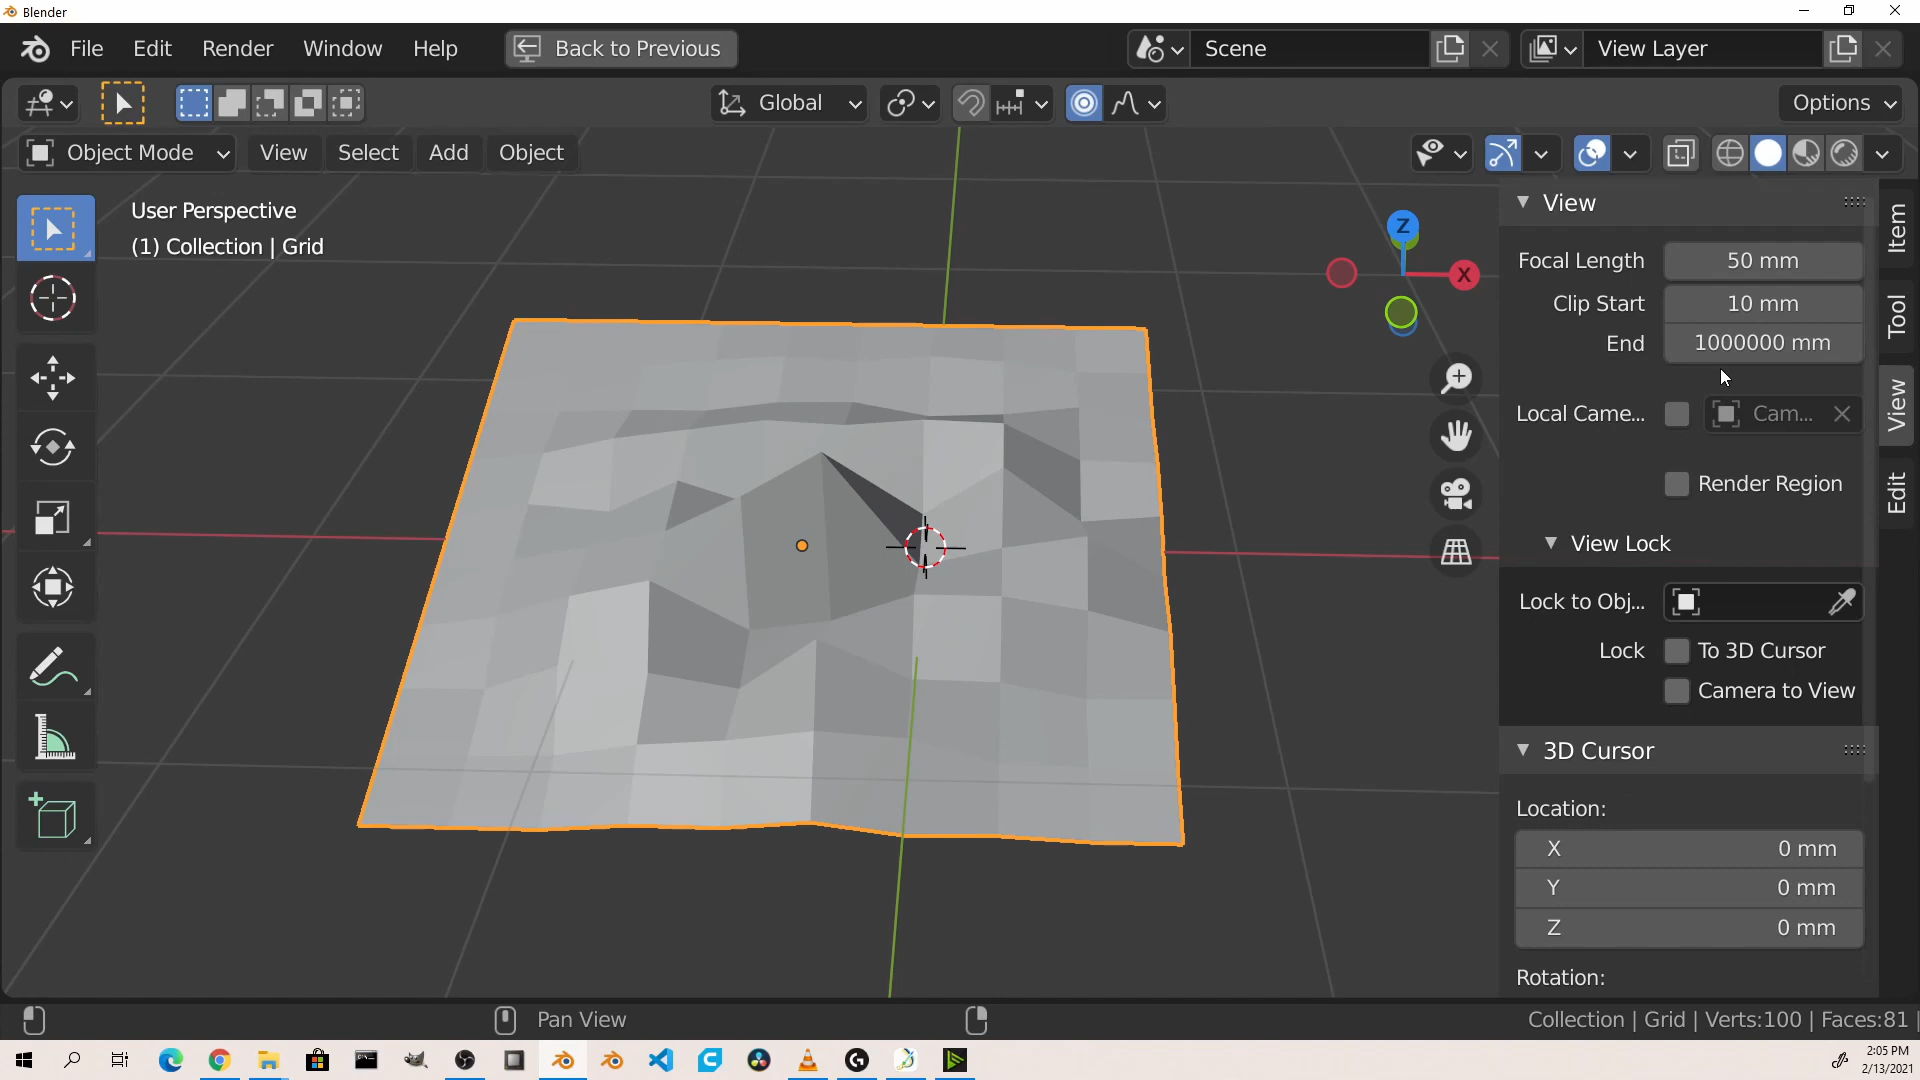 Blender
File Edit Render Window Help Back to Previous Scene View Layer
Global Options
Object Mode View Select Add Object
User Perspective
(1) Collection | Grid
Z
X
View
Focal Length 50 mm
Clip Start 10 mm
End 1000000 mm
Local Came... Cam...
Render Region
View Lock
Lock to Obj...
Lock To 3D Cursor
Camera to View
3D Cursor
Location:
X 0 mm
Y 0 mm
Z 0 mm
Rotation:
Item
Tool
View
Edit
Pan View
Collection | Grid | Verts:100 | Faces:81 |
2:05 PM
2/13/2021